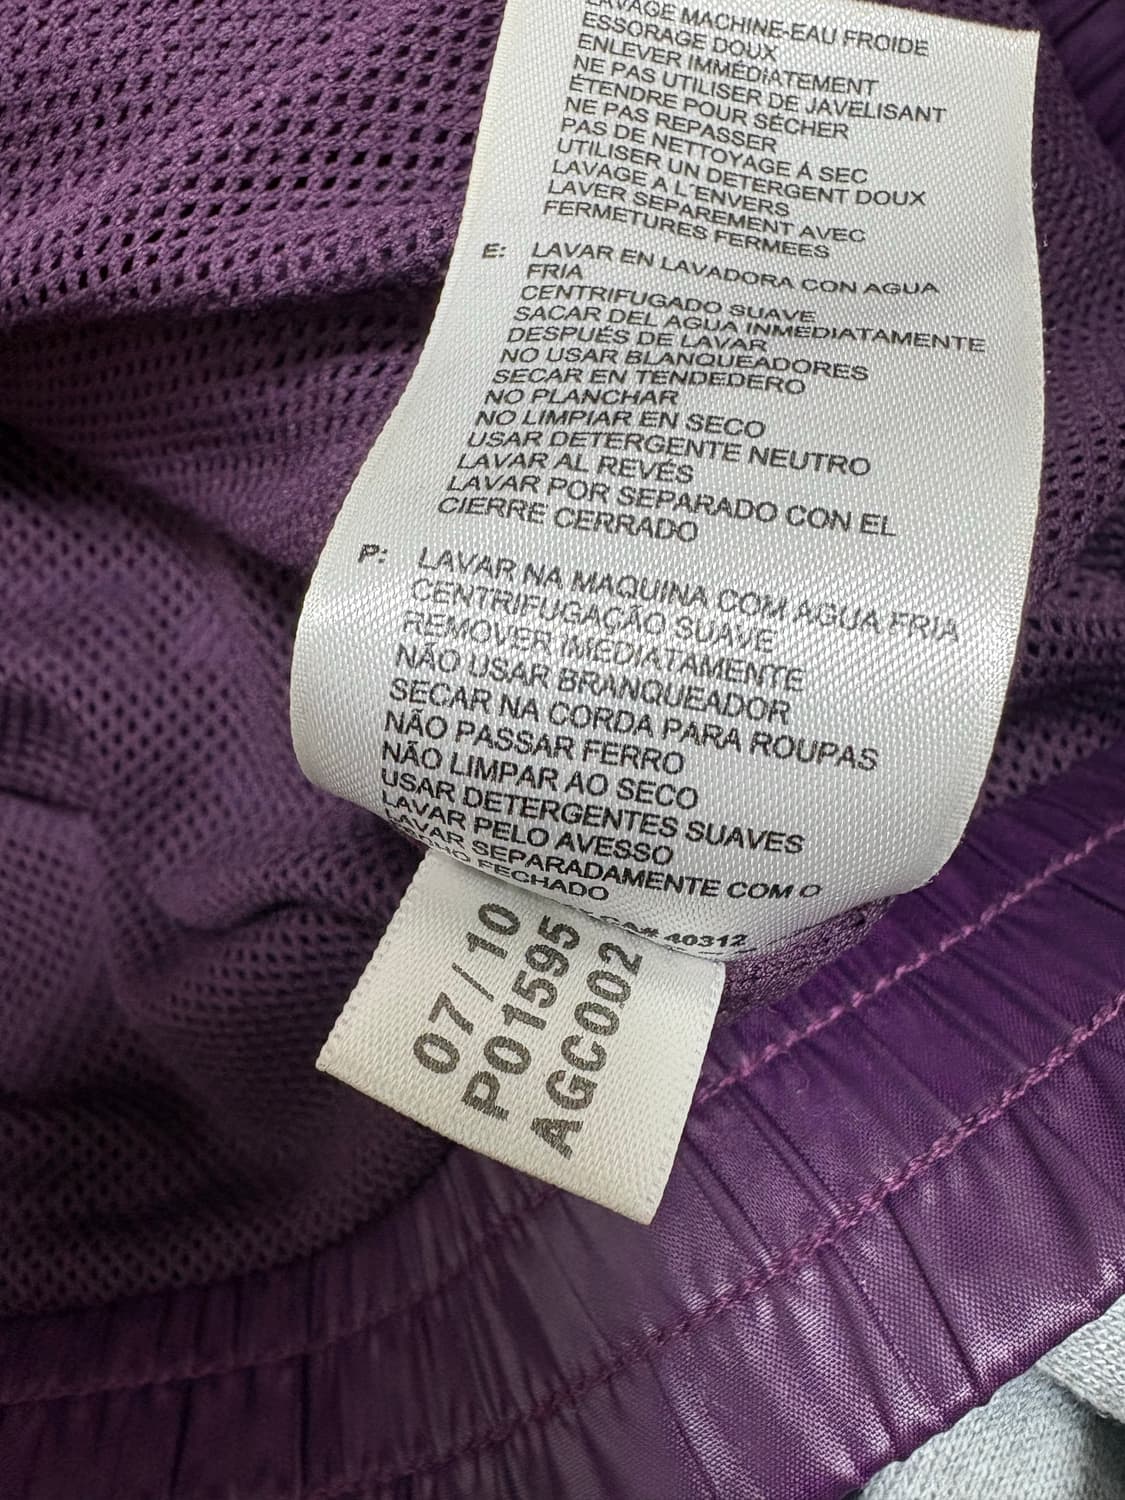 LAVAGE MACHINE-EAU FROIDE
ESSORAGE DOUX
ENLEVER IMMÉDIATEMENT
NE PAS UTILISER DE JAVELISANT
ÉTENDRE POUR SÉCHER
NE PAS REPASSER
PAS DE NETTOYAGE Á SEC
UTILISER UN DETERGENT DOUX
LAVAGE A L'ENVERS
LAVER SEPAREMENT AVEC
FERMETURES FERMEES
E: LAVAR EN LAVADORA CON AGUA
FRIA
CENTRIFUGADO SUAVE
SACAR DEL AGUA INMEDIATAMENTE
DESPUÉS DE LAVAR
NO USAR BLANQUEADORES
SECAR EN TENDEDERO
NO PLANCHAR
NO LIMPIAR EN SECO
USAR DETERGENTE NEUTRO
LAVAR AL REVÉS
LAVAR POR SEPARADO CON EL
CIERRE CERRADO
P: LAVAR NA MAQUINA COM AGUA FRIA
CENTRIFUGAÇÃO SUAVE
REMOVER IMEDIATAMENTE
NÃO USAR BRANQUEADOR
SECAR NA CORDA PARA ROUPAS
NÃO PASSAR FERRO
NÃO LIMPAR AO SECO
USAR DETERGENTES SUAVES
LAVAR PELO AVESSO
LAVAR SEPARADAMENTE COM O
FECHADO
CA# 40312
07/10
P01595
AGC002